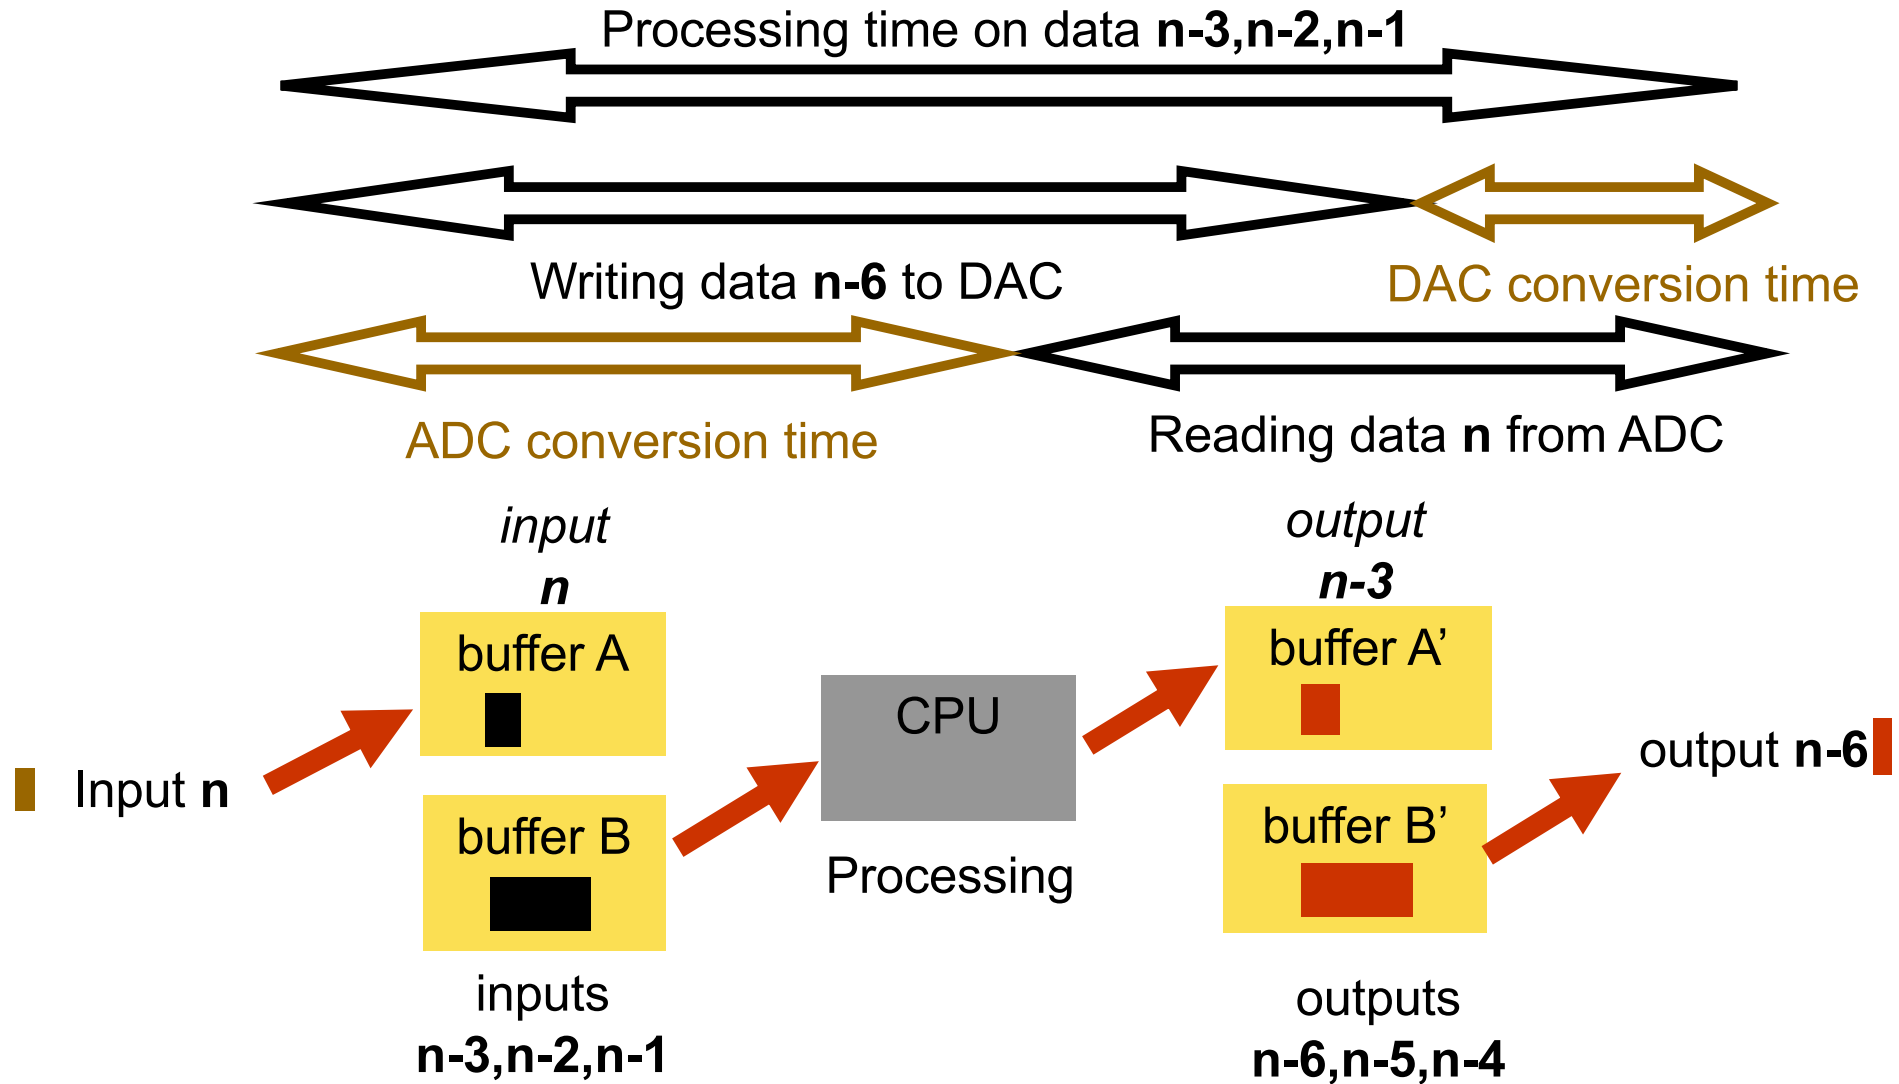 Processing time on data n-3,n-2,n-1
Writing data n-6 to DAC
DAC conversion time
ADC conversion time
Reading data n from ADC
input
n
output
n-3
buffer A
buffer A’
CPU
Input n
output n-6
buffer B
buffer B’
Processing
inputs
n-3,n-2,n-1
outputs
n-6,n-5,n-4